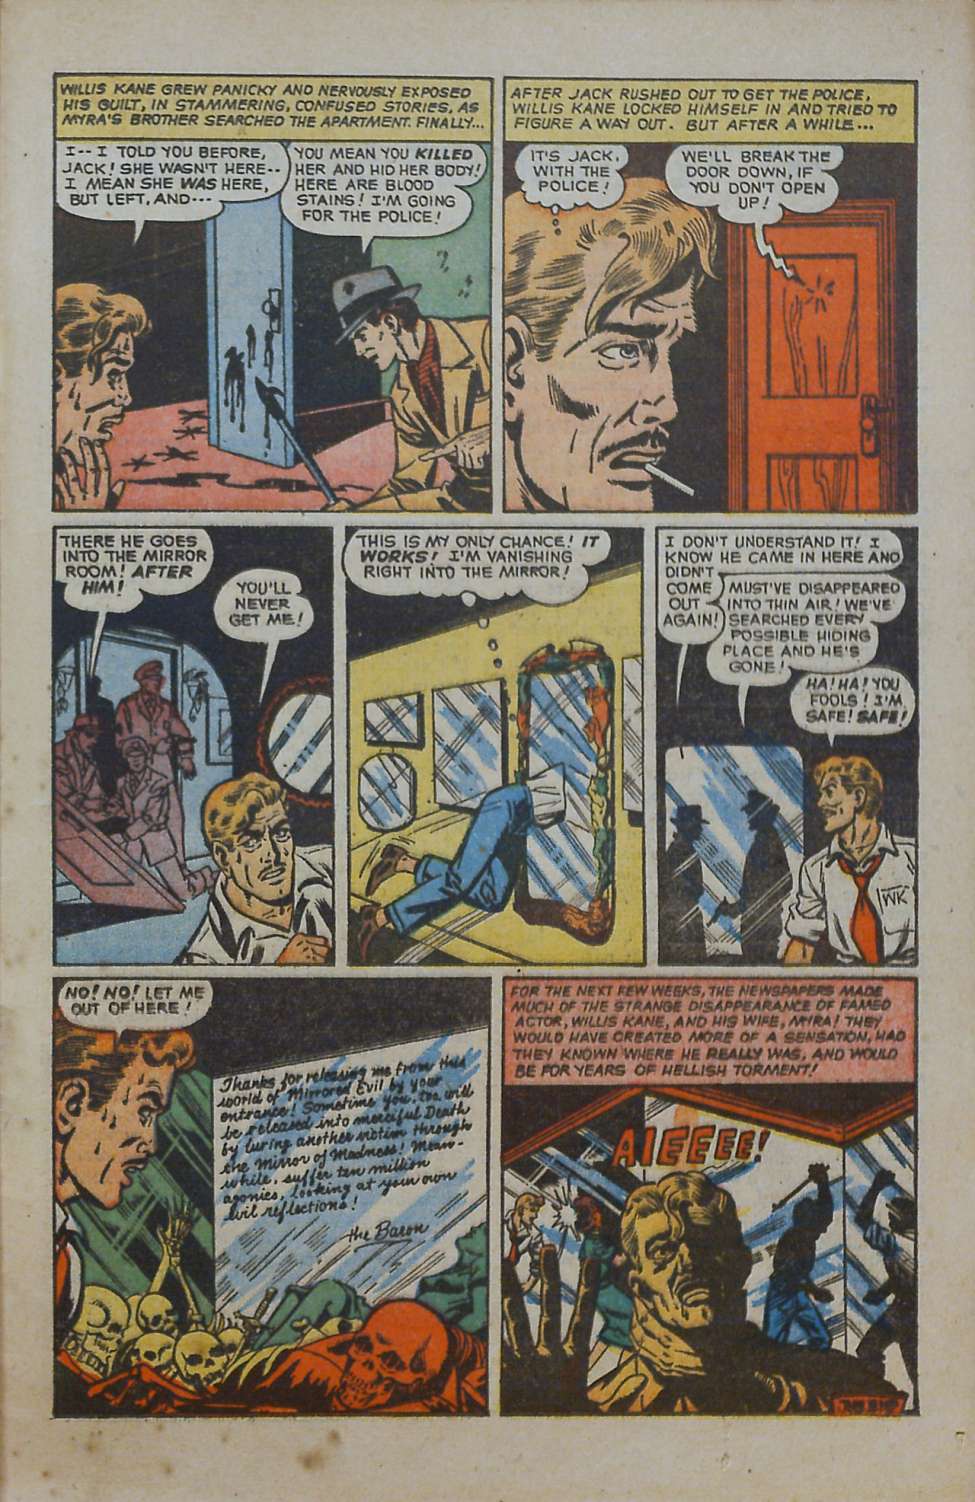 WILLIS KANE GREW PANICKY AND NERVOUSLY EXPOSED
HIS GUILT, IN STAMMERING, CONFUSED STORIES, AS
MYRA'S BROTHER SEARCHED THE APARTMENT. FINALLY...
I-- I TOLD YOU BEFORE,
JACK! SHE WASN'T HERE--
I MEAN SHE WAS HERE,
BUT LEFT, AND---
YOU MEAN YOU KILLED
HER AND HID HER BODY!
HERE ARE BLOOD
STAINS! I'M GOING
FOR THE POLICE!
AFTER JACK RUSHED OUT TO GET THE POLICE,
WILLIS KANE LOCKED HIMSELF IN AND TRIED TO
FIGURE A WAY OUT. BUT AFTER A WHILE...
IT'S JACK,
WITH THE
POLICE!
WE'LL BREAK THE
DOOR DOWN, IF
YOU DON'T OPEN
UP!
THERE HE GOES
INTO THE MIRROR
ROOM! AFTER
HIM!
YOU'LL
NEVER
GET ME!
THIS IS MY ONLY CHANCE! IT
WORKS! I'M VANISHING
RIGHT INTO THE MIRROR!
I DON'T UNDERSTAND IT! I
KNOW HE CAME IN HERE AND
DIDN'T
COME
OUT
AGAIN!
MUST'VE DISAPPEARED
INTO THIN AIR! WE'VE
SEARCHED EVERY
POSSIBLE HIDING
PLACE AND HE'S
GONE!
HA! HA! YOU
FOOLS! I'M
SAFE! SAFE!
WK
NO! NO! LET ME
OUT OF HERE!
Thanks for releasing me from this
world of Mirrored Evil by your
entrance! Sometime you, too, will
be released into merciful Death
by luring another victim through
the Mirror of Madness! Mean-
while, suffer ten million
agonies, looking at your own
evil reflections!
the Baron
FOR THE NEXT FEW WEEKS, THE NEWSPAPERS MADE
MUCH OF THE STRANGE DISAPPEARANCE OF FAMED
ACTOR, WILLIS KANE, AND HIS WIFE, MYRA! THEY
WOULD HAVE CREATED MORE OF A SENSATION, HAD
THEY KNOWN WHERE HE REALLY WAS, AND WOULD
BE FOR YEARS OF HELLISH TORMENT!
AIEEEE!
THE END
7